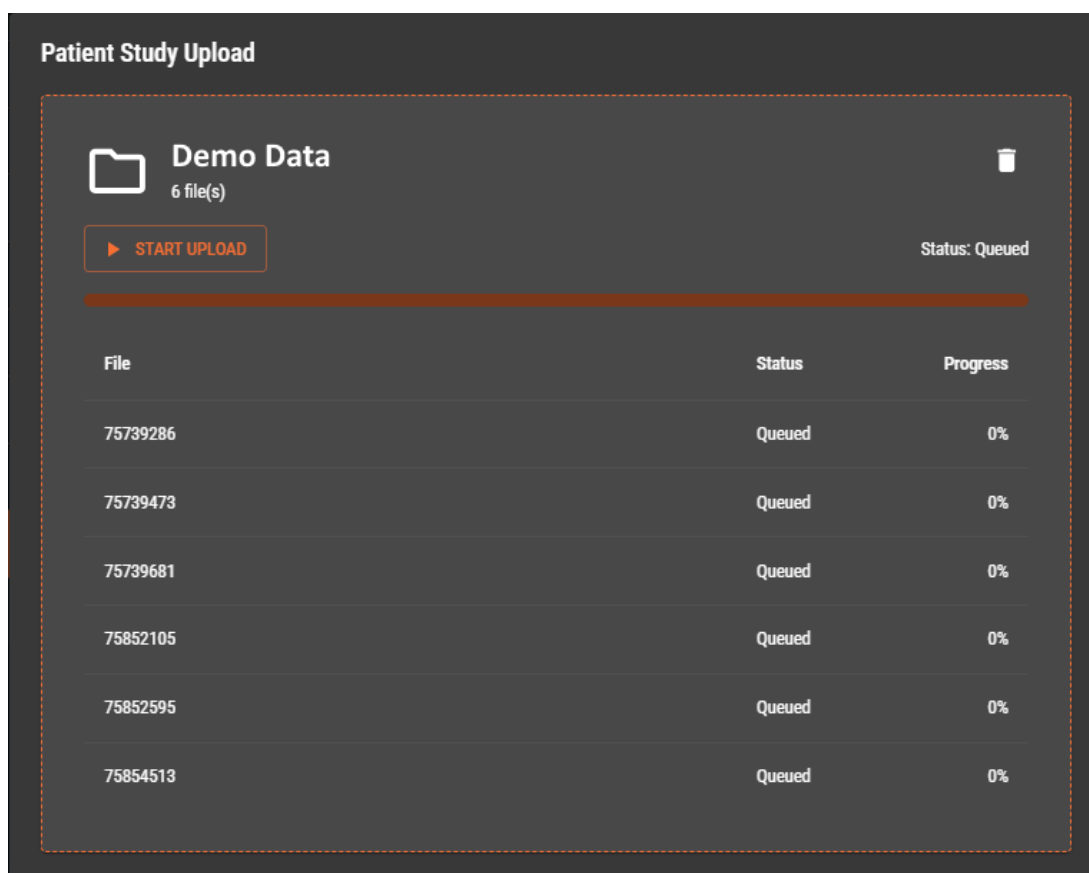 Patient Study Upload
Demo Data
6 file(s)
START UPLOAD
Status: Queued
File Status Progress
75739286 Queued 0%
75739473 Queued 0%
75739681 Queued 0%
75852105 Queued 0%
75852595 Queued 0%
75854513 Queued 0%